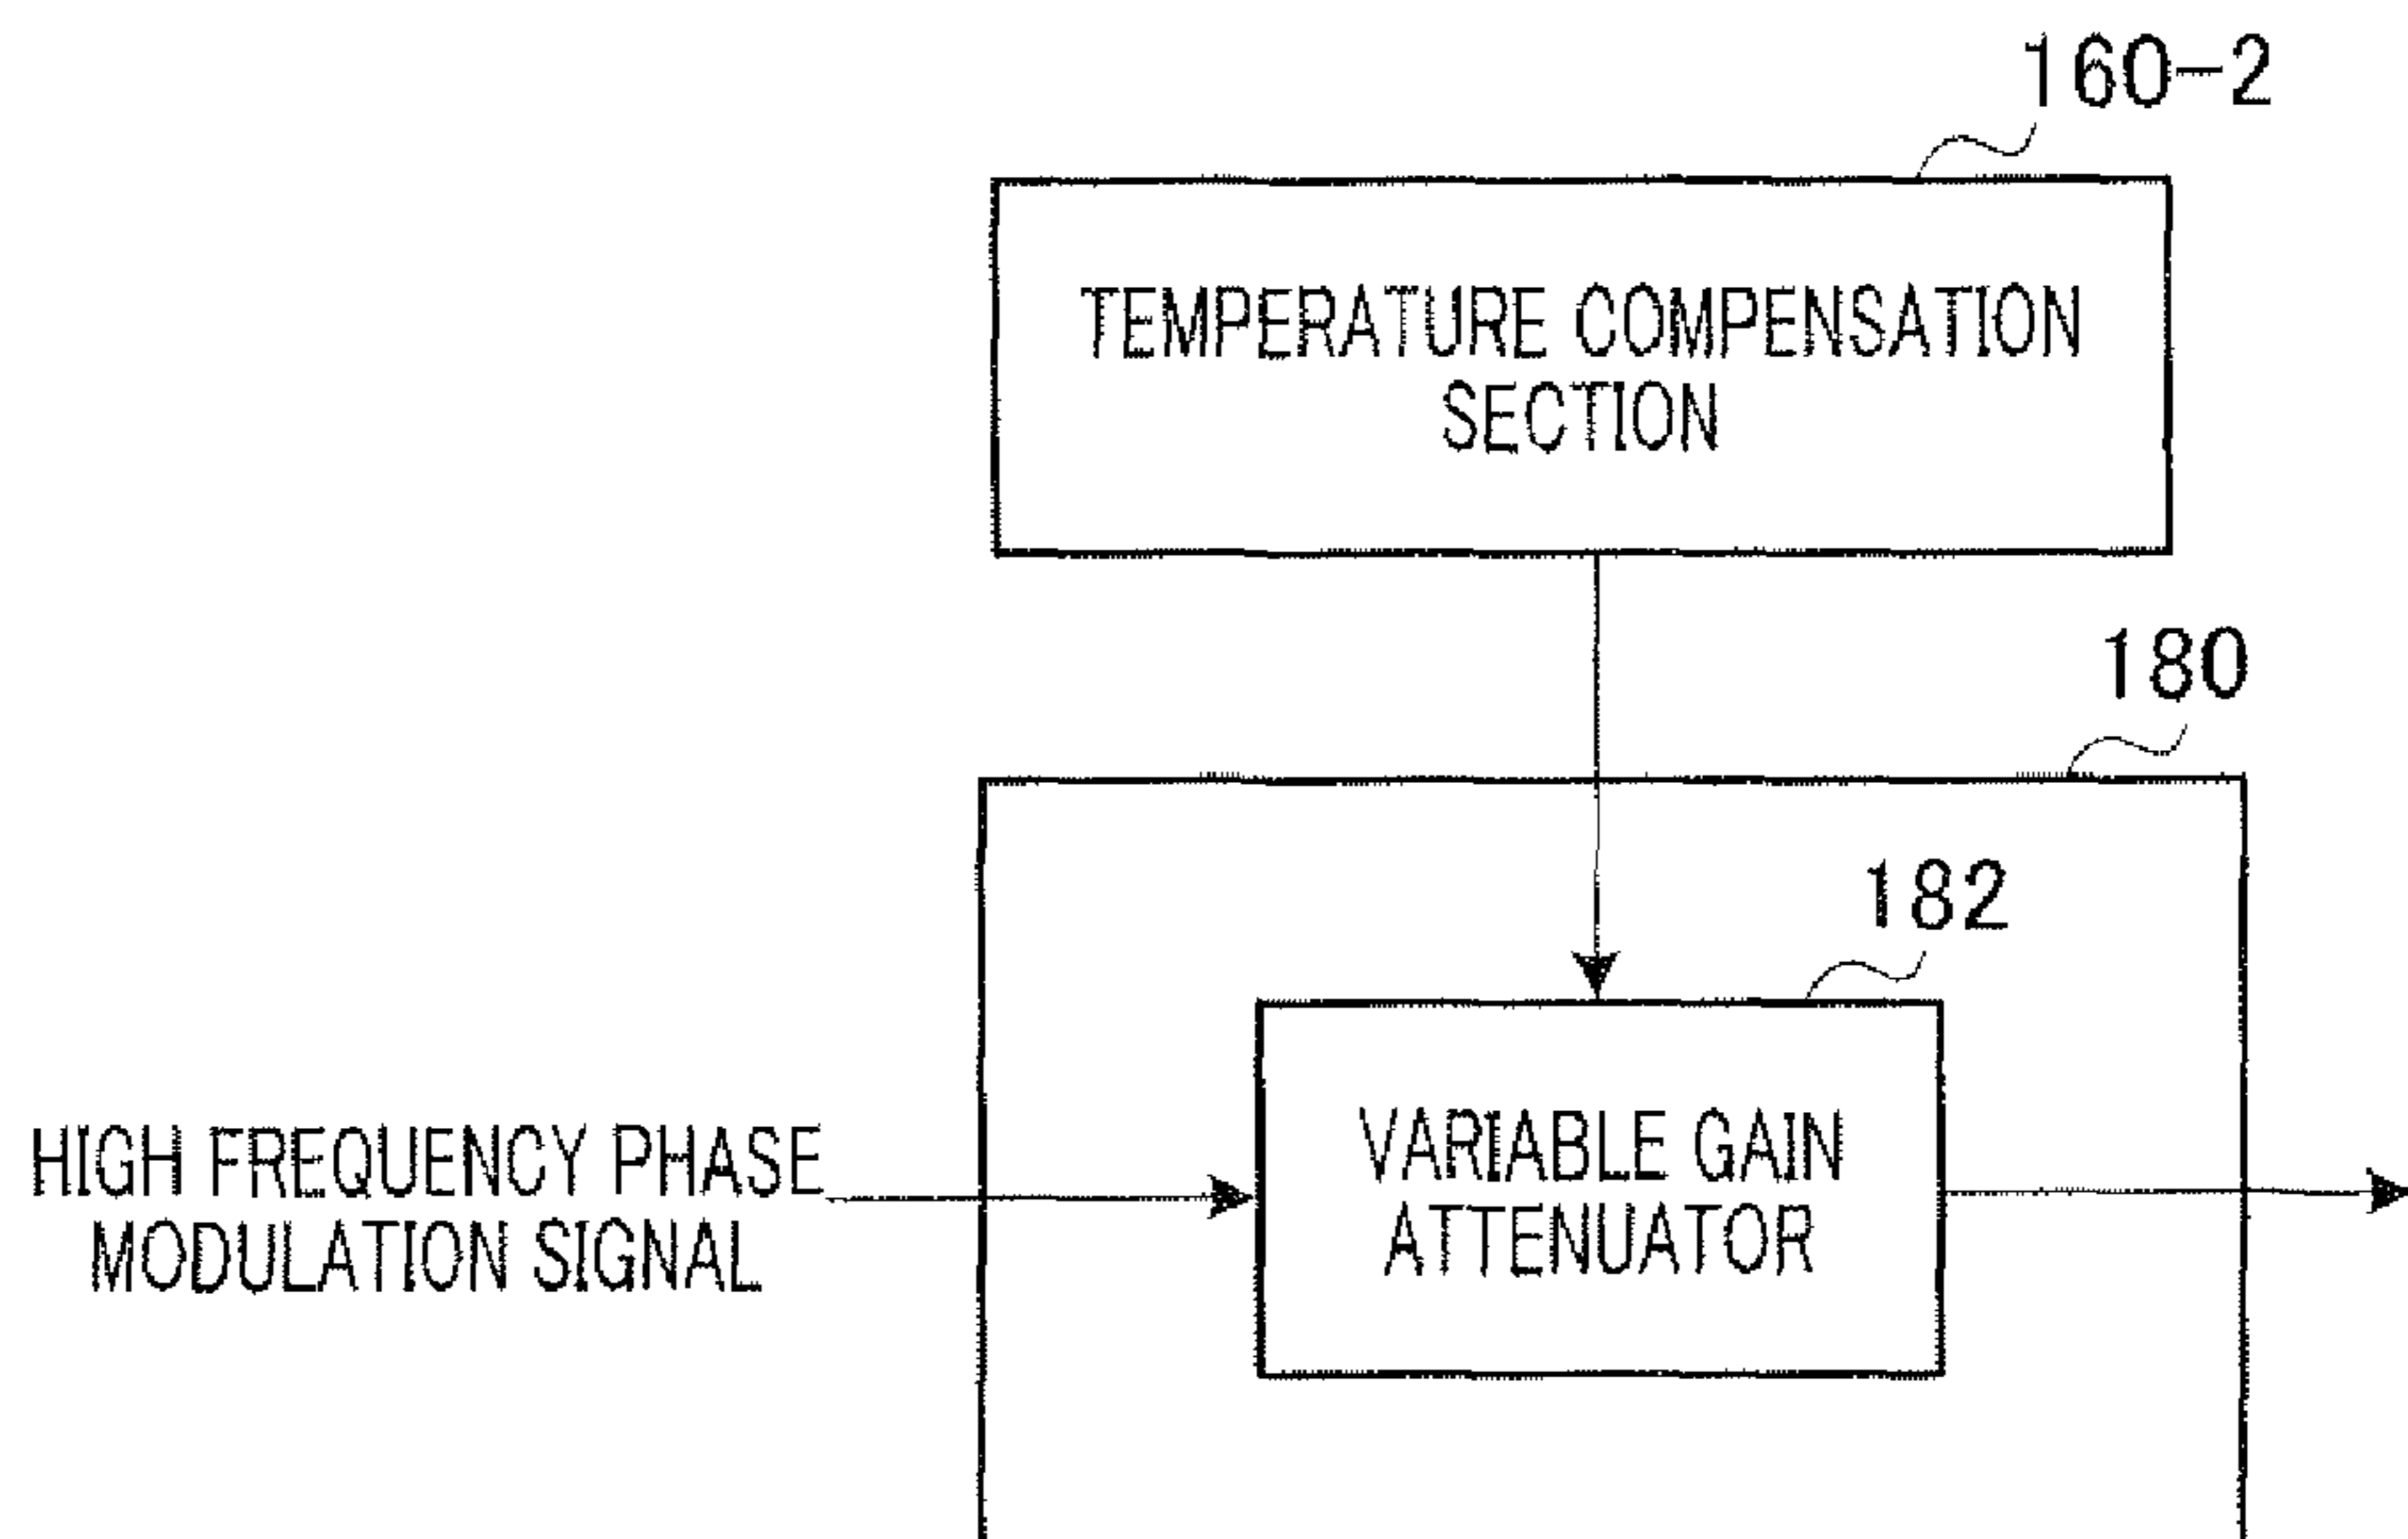 160-2
TEMPERATURE COMPENSATION
SECTION
180
182
VARIABLE GAIN
ATTENUATOR
HIGH FREQUENCY PHASE
MODULATION SIGNAL